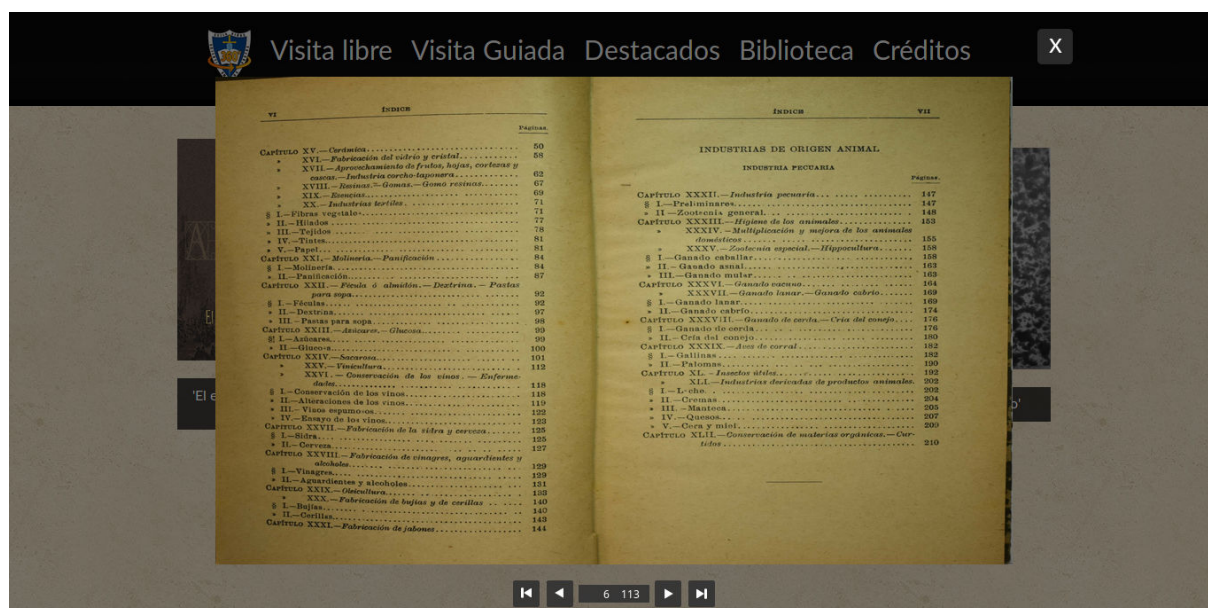 Visita libre Visita Guiada Destacados Biblioteca Créditos
X
VI ÍNDICE
Páginas.
CAPÍTULO XV.—Cerámica 50
» XVI.—Fabricación del vidrio y cristal 58
» XVII.—Aprovechamiento de frutos, hojas, cortezas y
cascas.—Industria corcho-taponera 62
» XVIII.—Resinas.—Gomas.—Gomo resinas 67
» XIX.—Esencias 69
» XX.—Industrias textiles 71
§ I.—Fibras vegetales 71
» II.—Hilados 77
» III.—Tejidos 78
» IV.—Tintes 81
» V.—Papel 81
CAPÍTULO XXI.—Molinería.—Panificación 84
§ I.—Molinería 84
» II.—Panificación 87
CAPÍTULO XXII.—Fécula ó almidón.—Dextrina.—Pastas
para sopa 92
§ I.—Féculas 92
» II.—Dextrina 97
» III.—Pastas para sopa 98
CAPÍTULO XXIII.—Azúcares.—Glucosa 99
§ I.—Azúcares 99
» II.—Glucosa 100
CAPÍTULO XXIV.—Sacarosa 101
» XXV.—Vinicultura 112
» XXVI.—Conservación de los vinos.—Enferme-
dades 118
§ I.—Conservación de los vinos 118
» II.—Alteraciones de los vinos 119
» III.—Vinos espumosos 122
» IV.—Ensayo de los vinos 123
CAPÍTULO XXVII.—Fabricación de la sidra y cerveza 125
§ I.—Sidra 125
» II.—Cerveza 127
CAPÍTULO XXVIII.—Fabricación de vinagres, aguardientes y
alcoholes 129
§ I.—Vinagres 129
» II.—Aguardientes y alcoholes 131
CAPÍTULO XXIX.—Oleicultura 133
» XXX.—Fabricación de bujías y de cerillas 140
§ I.—Bujías 140
» II.—Cerillas 143
CAPÍTULO XXXI.—Fabricación de jabones 144
ÍNDICE VII
INDUSTRIAS DE ORIGEN ANIMAL
INDUSTRIA PECUARIA
Páginas.
CAPÍTULO XXXII.—Industria pecuaria 147
§ I.—Preliminares 147
» II.—Zootecnia general 148
CAPÍTULO XXXIII.—Higiene de los animales 153
» XXXIV.—Multiplicación y mejora de los animales
domésticos 155
» XXXV.—Zootecnia especial.—Hippocultura 158
§ I.—Ganado caballar 158
» II.—Ganado asnal 163
» III.—Ganado mular 163
CAPÍTULO XXXVI.—Ganado vacuno 164
» XXXVII.—Ganado lanar.—Ganado cabrío 169
§ I.—Ganado lanar 169
» II.—Ganado cabrío 174
CAPÍTULO XXXVIII.—Ganado de cerda.—Cría del conejo 176
§ I.—Ganado de cerda 176
» II.—Cría del conejo 180
CAPÍTULO XXXIX.—Aves de corral 182
§ I.—Gallinas 182
» II.—Palomas 190
CAPÍTULO XL.—Insectos útiles 192
» XLI.—Industrias derivadas de productos animales. 202
§ I.—Leche 202
» II.—Cremas 204
» III.—Manteca 205
» IV.—Quesos 207
» V.—Cera y miel 209
CAPÍTULO XLII.—Conservación de materias orgánicas.—Cur-
tidos 210
'El e
o'
6 113